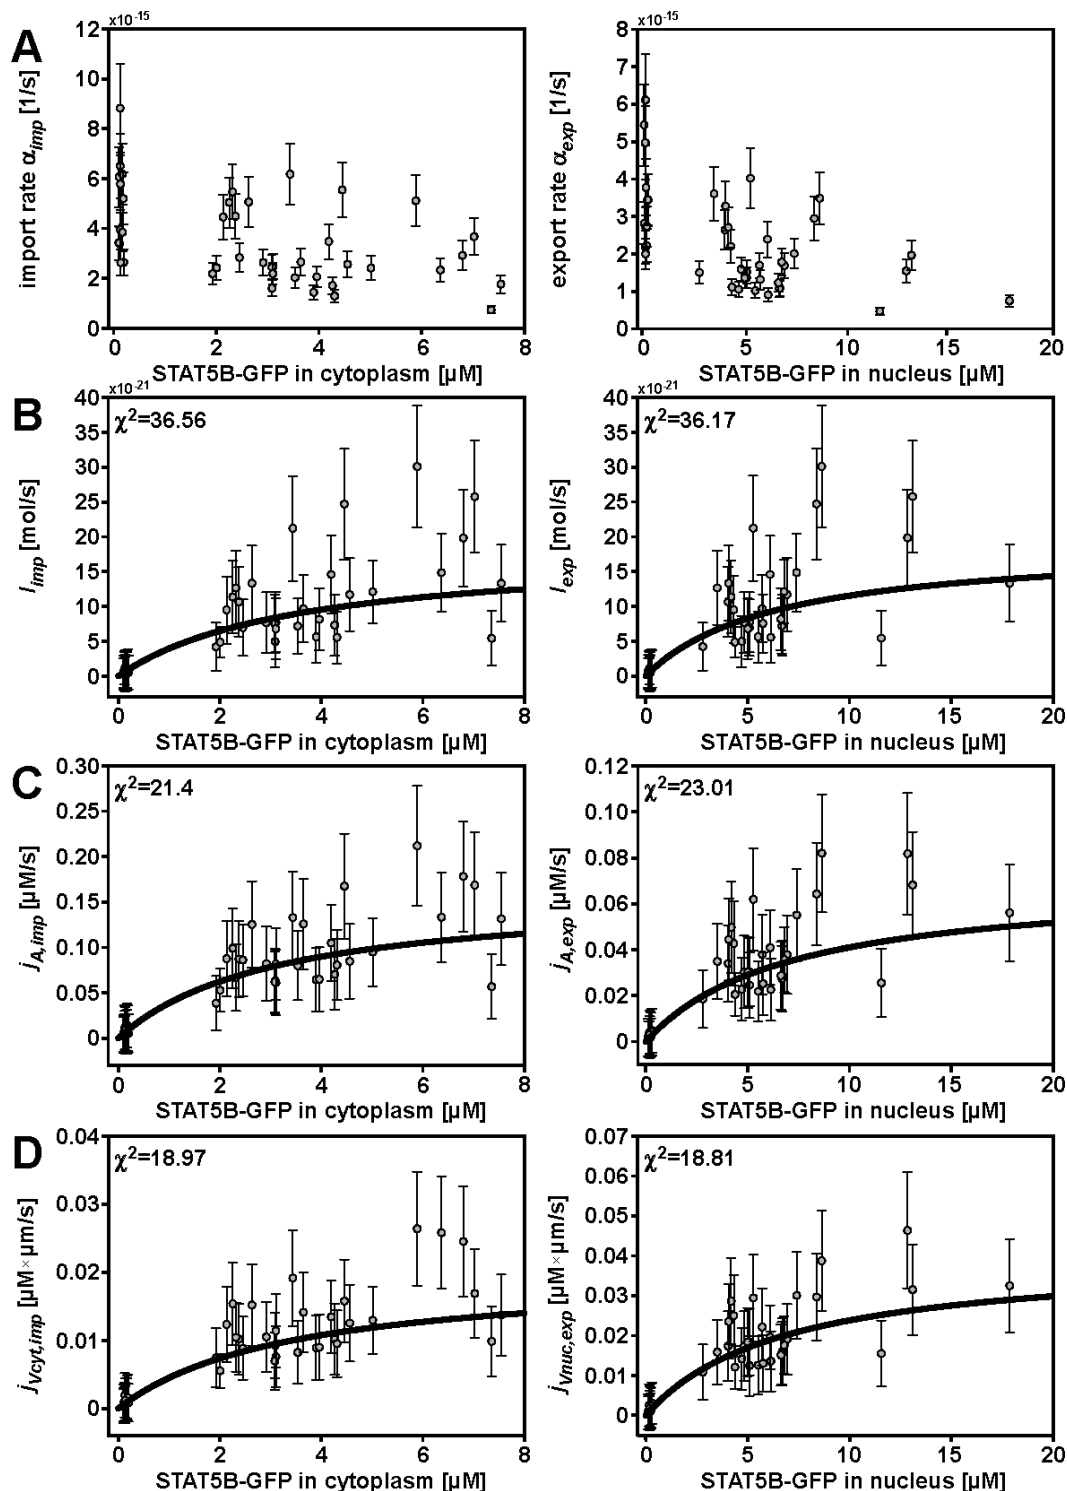 A
x10⁻¹⁵
12
10
8
6
4
2
0
import rate αimp [1/s]
0 2 4 6 8
STAT5B-GFP in cytoplasm [µM]
x10⁻¹⁵
8
7
6
5
4
3
2
1
0
export rate αexp [1/s]
0 5 10 15 20
STAT5B-GFP in nucleus [µM]
B
x10⁻²¹
χ²=36.56
40
35
30
25
20
15
10
5
0
Iimp [mol/s]
0 2 4 6 8
STAT5B-GFP in cytoplasm [µM]
x10⁻²¹
χ²=36.17
40
35
30
25
20
15
10
5
0
Iexp [mol/s]
0 5 10 15 20
STAT5B-GFP in nucleus [µM]
C
χ²=21.4
0.30
0.25
0.20
0.15
0.10
0.05
0
jA,imp [µM/s]
0 2 4 6 8
STAT5B-GFP in cytoplasm [µM]
χ²=23.01
0.12
0.10
0.08
0.06
0.04
0.02
0
jA,exp [µM/s]
0 5 10 15 20
STAT5B-GFP in nucleus [µM]
D
χ²=18.97
0.04
0.03
0.02
0.01
0
jVcyt,imp [µM×µm/s]
0 2 4 6 8
STAT5B-GFP in cytoplasm [µM]
χ²=18.81
0.07
0.06
0.05
0.04
0.03
0.02
0.01
0
jVnuc,exp [µM×µm/s]
0 5 10 15 20
STAT5B-GFP in nucleus [µM]